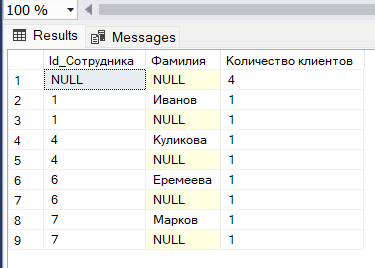 100 %
Results Messages
Id_Сотрудника Фамилия Количество клиентов
1 NULL NULL 4
2 1 Иванов 1
3 1 NULL 1
4 4 Куликова 1
5 4 NULL 1
6 6 Еремеева 1
7 6 NULL 1
8 7 Марков 1
9 7 NULL 1